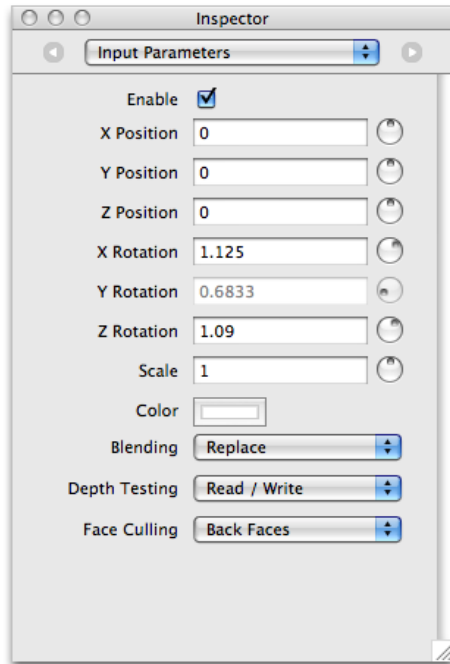 Inspector
Input Parameters
Enable
X Position 0
Y Position 0
Z Position 0
X Rotation 1.125
Y Rotation 0.6833
Z Rotation 1.09
Scale 1
Color
Blending Replace
Depth Testing Read / Write
Face Culling Back Faces